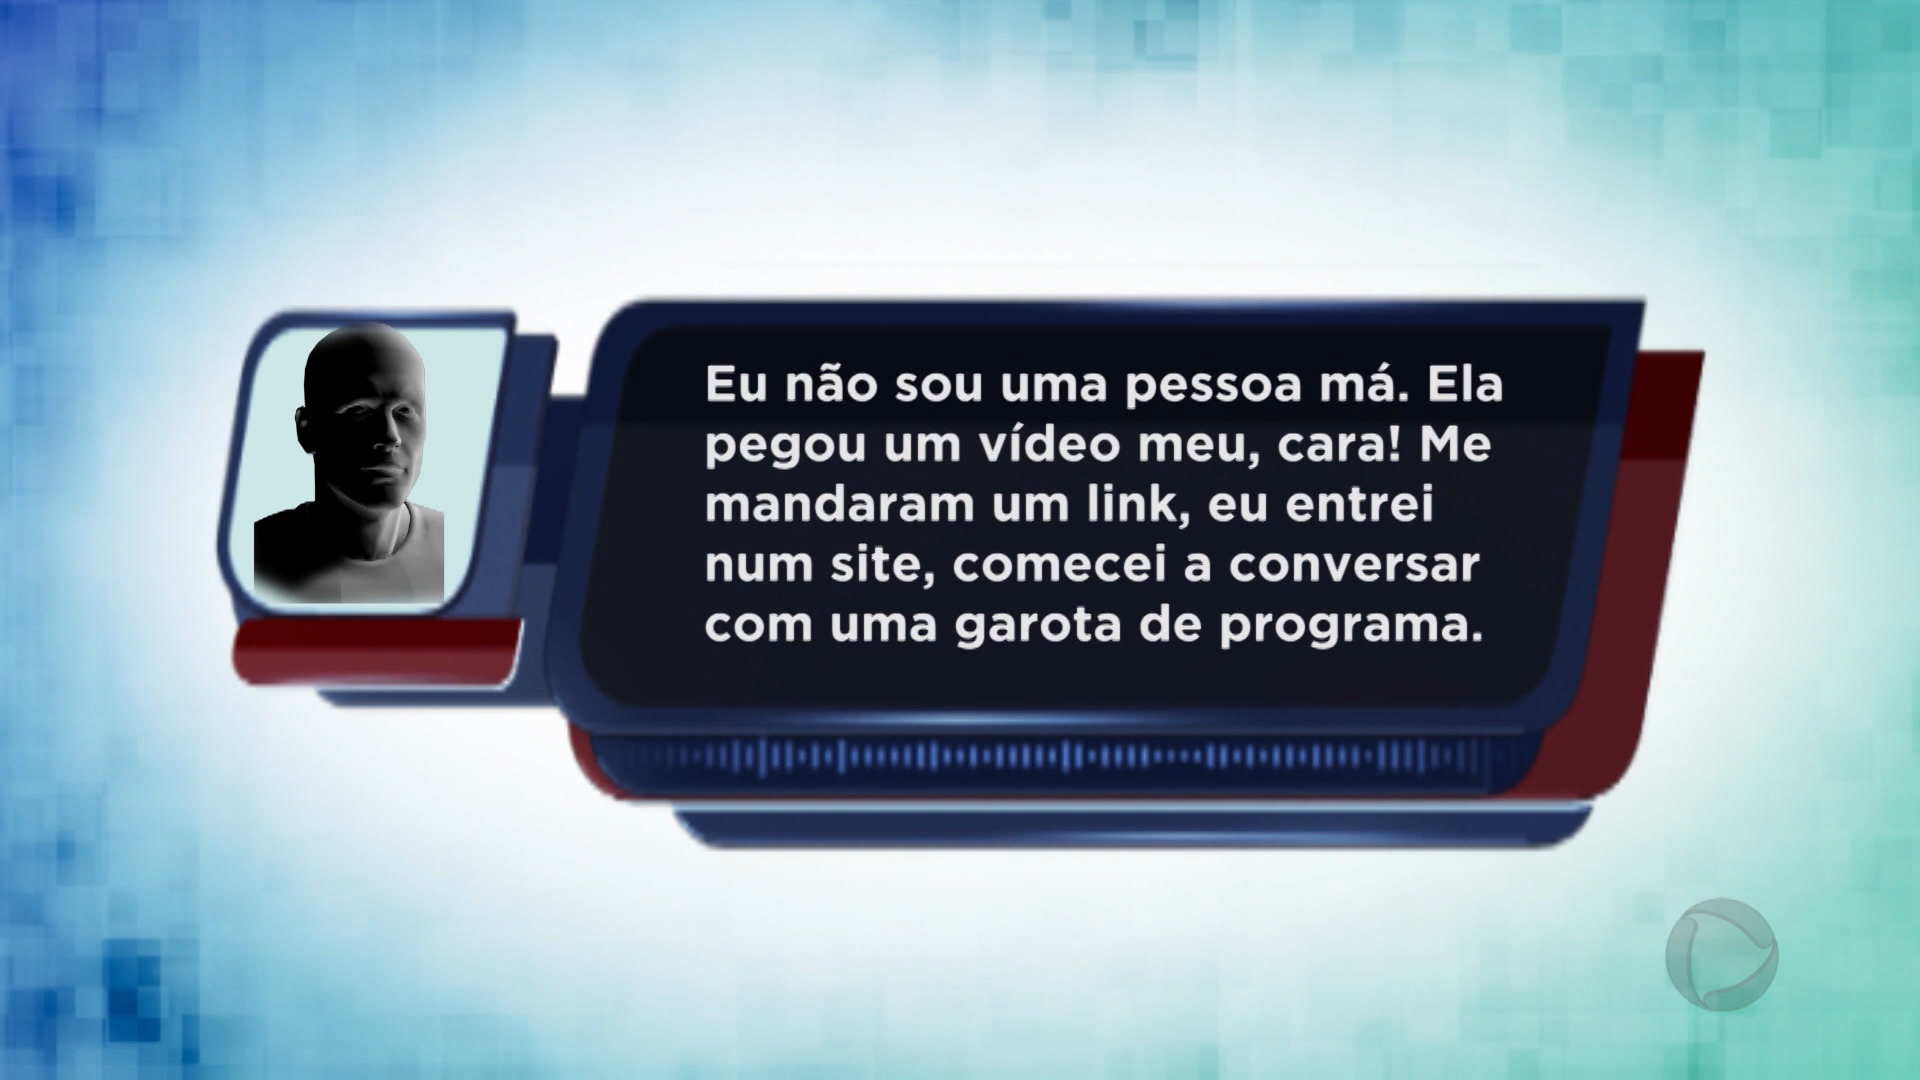 Eu não sou uma pessoa má. Ela
pegou um vídeo meu, cara! Me
mandaram um link, eu entrei
num site, comecei a conversar
com uma garota de programa.